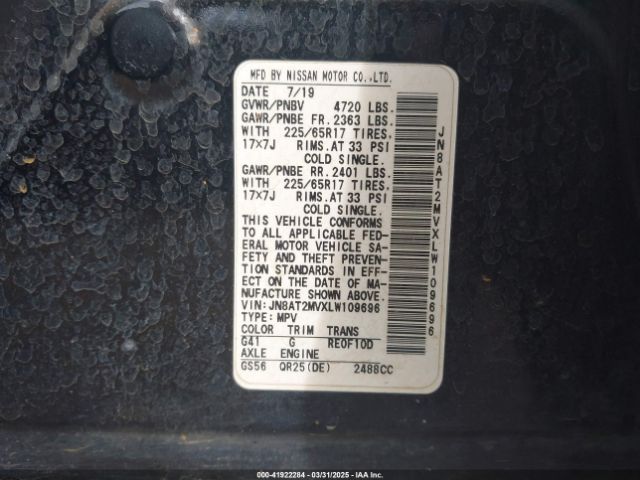 MFD BY NISSAN MOTOR CO.,LTD.
DATE 7/19
GVWR/PNBV 4720 LBS.
GAWR/PNBE FR.2363 LBS.
WITH 225/65R17 TIRES,
17×7J RIMS.AT 33 PSI
COLD SINGLE.
GAWR/PNBE RR.2401 LBS.
WITH 225/65R17 TIRES,
17×7J RIMS.AT 33 PSI
COLD SINGLE.
THIS VEHICLE CONFORMS
TO ALL APPLICABLE FED-
ERAL MOTOR VEHICLE SA-
FETY AND THEFT PREVEN-
TION STANDARDS IN EFF-
ECT ON THE DATE OF MA-
NUFACTURE SHOWN ABOVE.
VIN:JN8AT2MVXLW109696
TYPE:MPV
COLOR TRIM TRANS
G41 G RE0F10D
AXLE ENGINE
GS56 QR25(DE) 2488CC
JN8AT2MVXLW109696
000-41922284 - 03/31/2025 - IAA Inc.